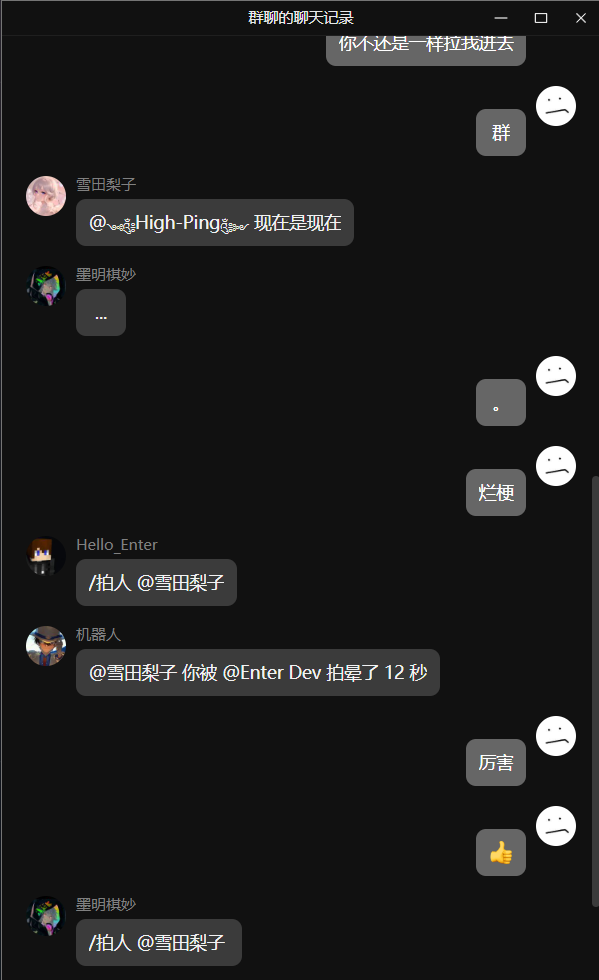 群聊的聊天记录
你不还是一样拉我进去
群
雪田梨子
@High-Ping 现在是现在
墨明棋妙
...
。
烂梗
Hello_Enter
/拍人 @雪田梨子
机器人
@雪田梨子 你被 @Enter Dev 拍晕了 12 秒
厉害
👍
墨明棋妙
/拍人 @雪田梨子